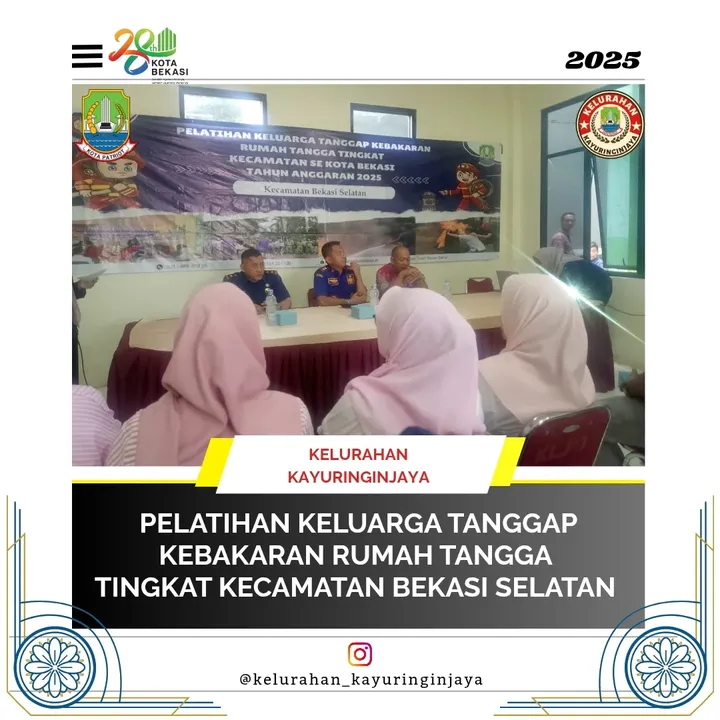 28th
KOTA
BEKASI
2025
KOTA PATRIOT
KELURAHAN
KAYURINGINJAYA
PELATIHAN KELUARGA TANGGAP KEBAKARAN
RUMAH TANGGA TINGKAT
KECAMATAN SE KOTA BEKASI
TAHUN ANGGARAN 2025
Kecamatan Bekasi Selatan
KELURAHAN
KAYURINGINJAYA
PELATIHAN KELUARGA TANGGAP
KEBAKARAN RUMAH TANGGA
TINGKAT KECAMATAN BEKASI SELATAN
@kelurahan_kayuringinjaya